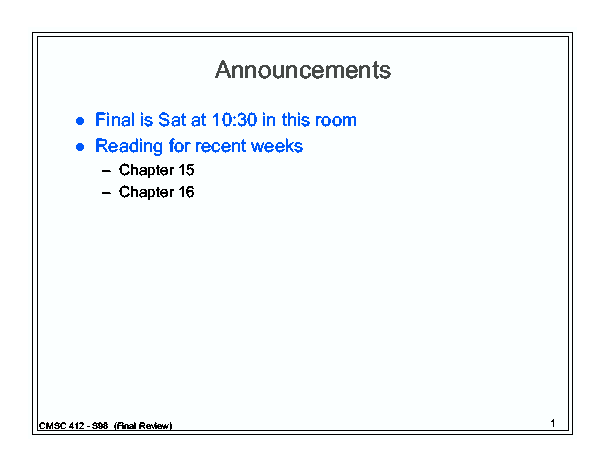 Announcements
● Final is Sat at 10:30 in this room
● Reading for recent weeks
– Chapter 15
– Chapter 16
CMSC 412 - S98 (Final Review)
1